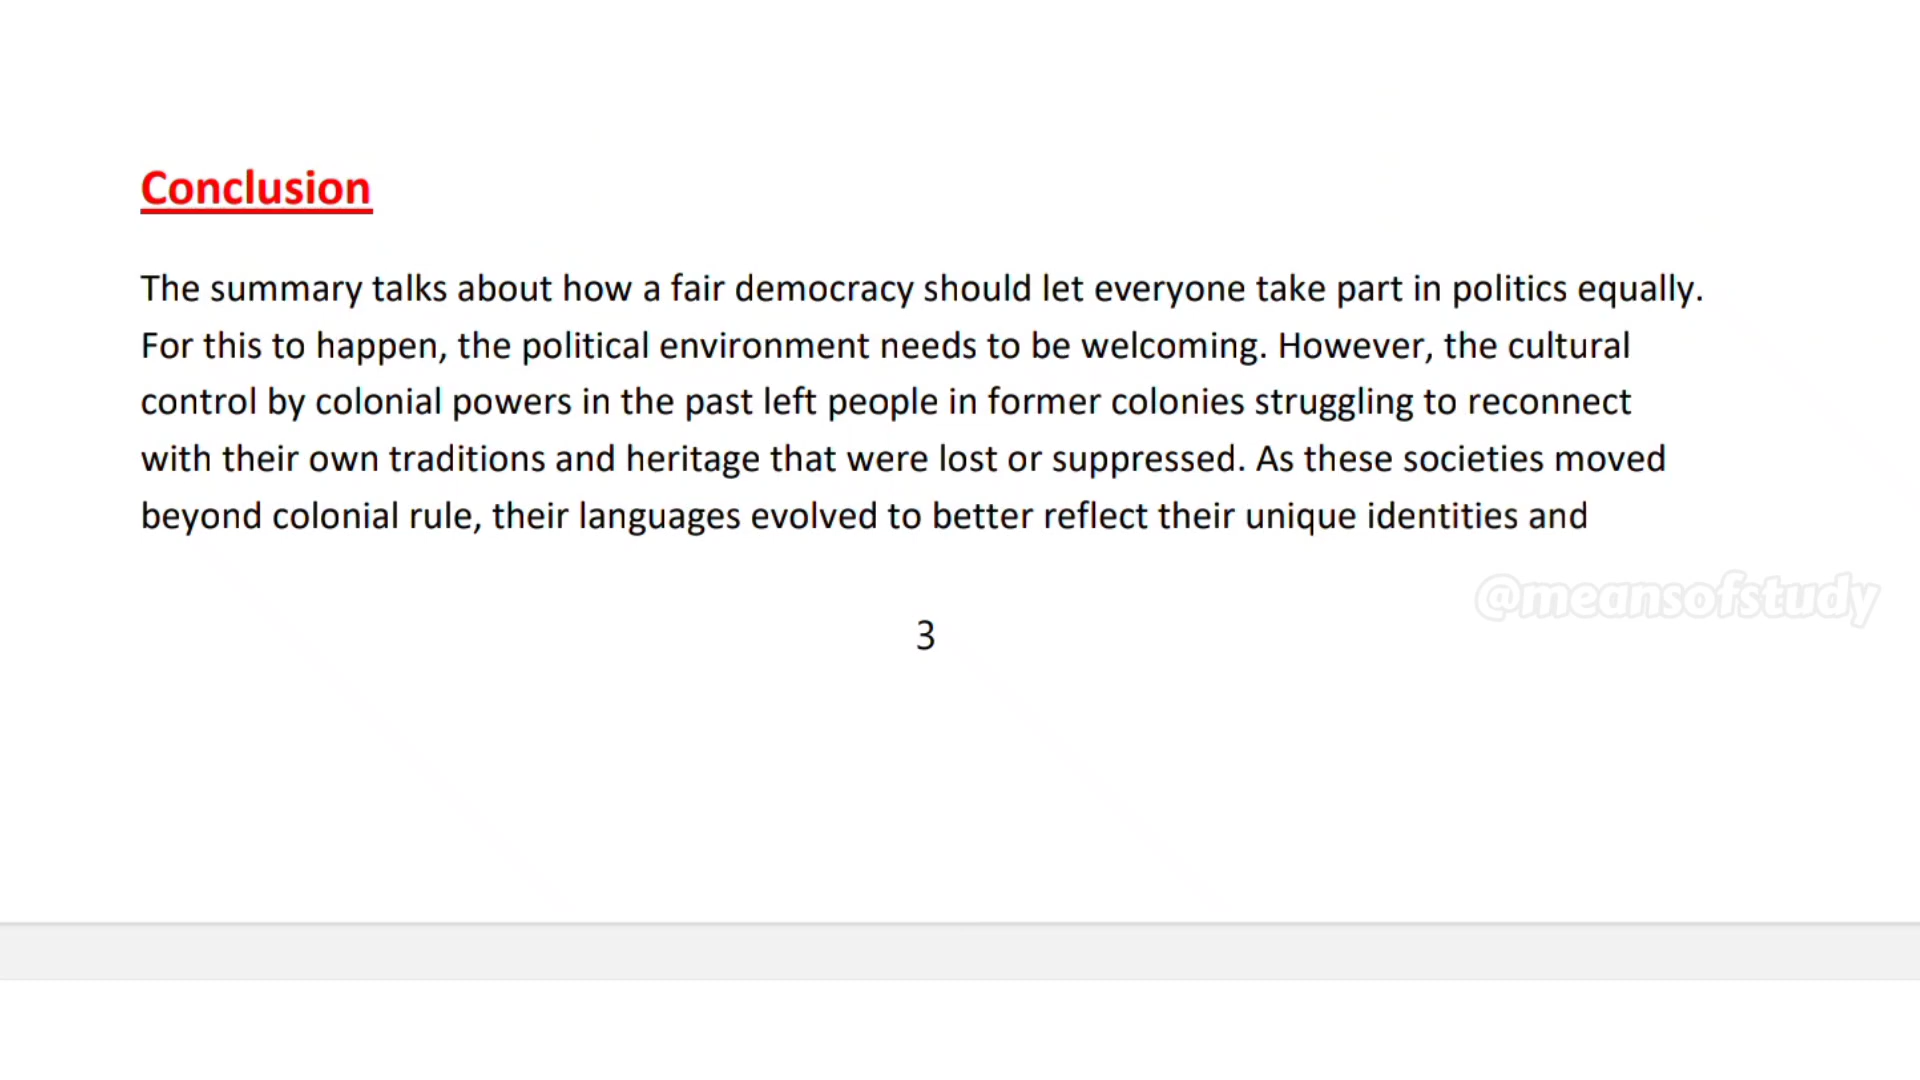 Conclusion
The summary talks about how a fair democracy should let everyone take part in politics equally.
For this to happen, the political environment needs to be welcoming. However, the cultural
control by colonial powers in the past left people in former colonies struggling to reconnect
with their own traditions and heritage that were lost or suppressed. As these societies moved
beyond colonial rule, their languages evolved to better reflect their unique identities and
@meansofstudy
3